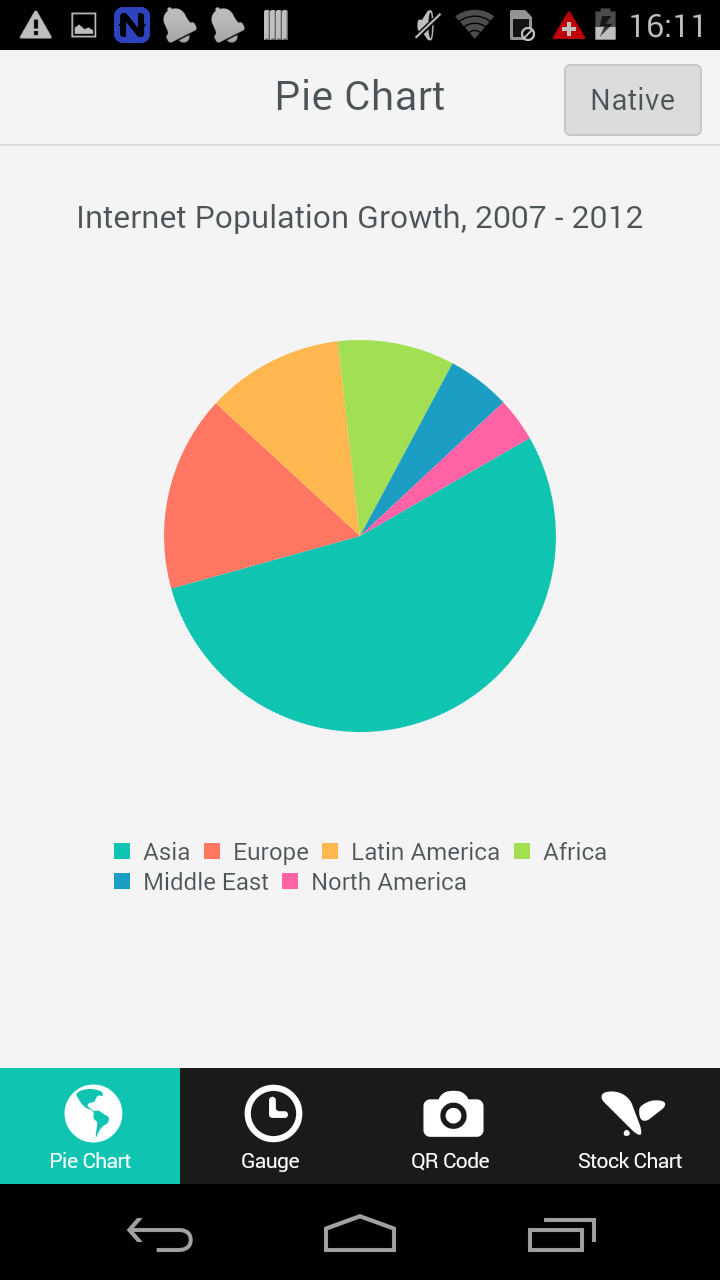 16:11
Pie Chart
Native
Internet Population Growth, 2007 - 2012
Asia Europe Latin America Africa
Middle East North America
Pie Chart Gauge QR Code Stock Chart